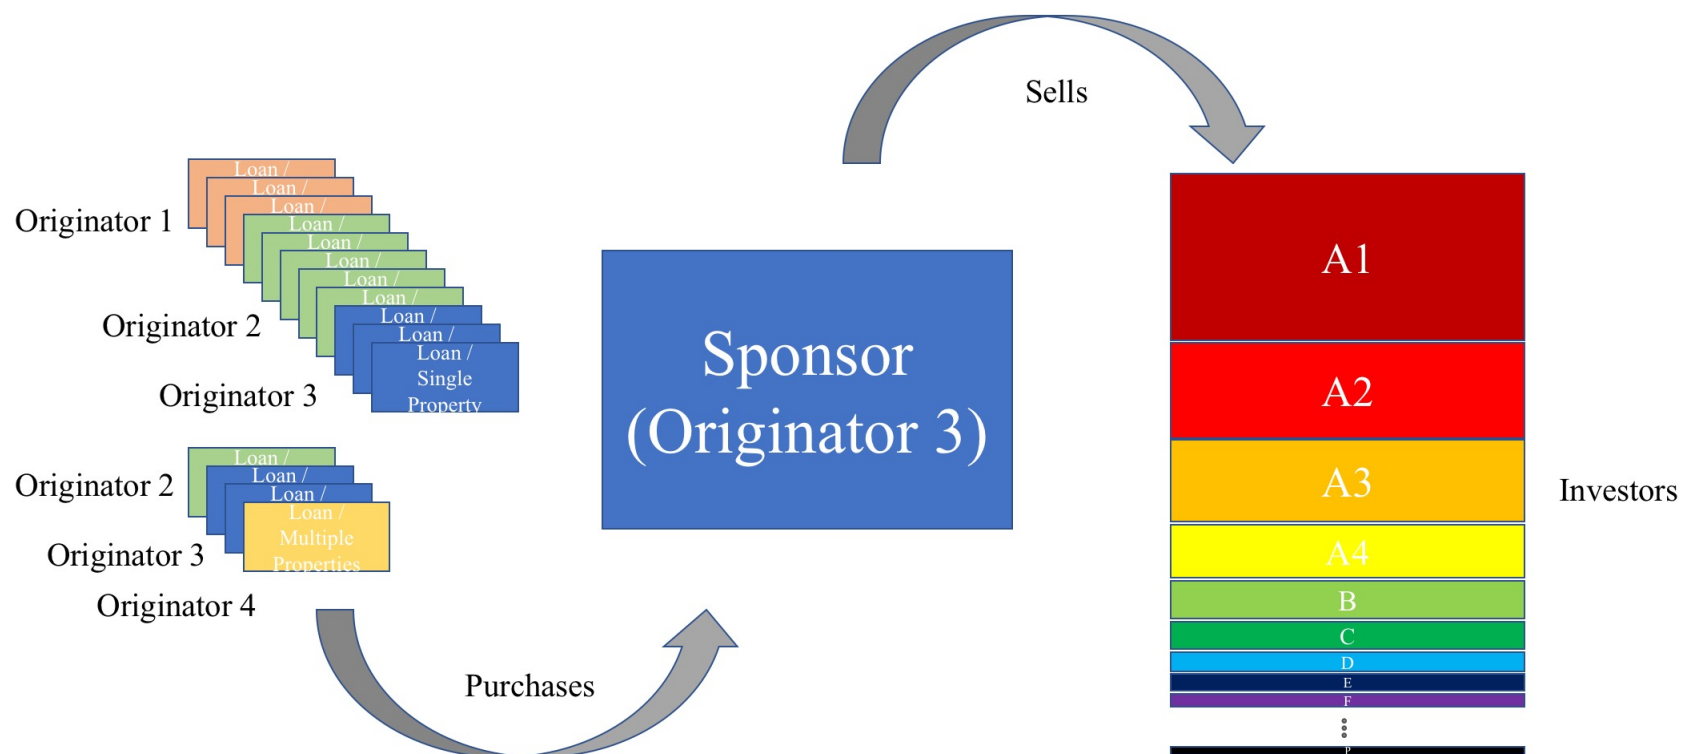 Sells
Originator 1
Loan /
Loan /
Loan /
Loan /
Loan /
Loan /
Loan /
Loan /
Originator 2
Loan /
Loan /
Loan /
Single
Property
Originator 3
Sponsor
(Originator 3)
Originator 2
Loan /
Loan /
Loan /
Loan /
Multiple
Properties
Originator 3
Originator 4
Purchases
A1
A2
A3
A4
B
C
D
E
F
P
Investors